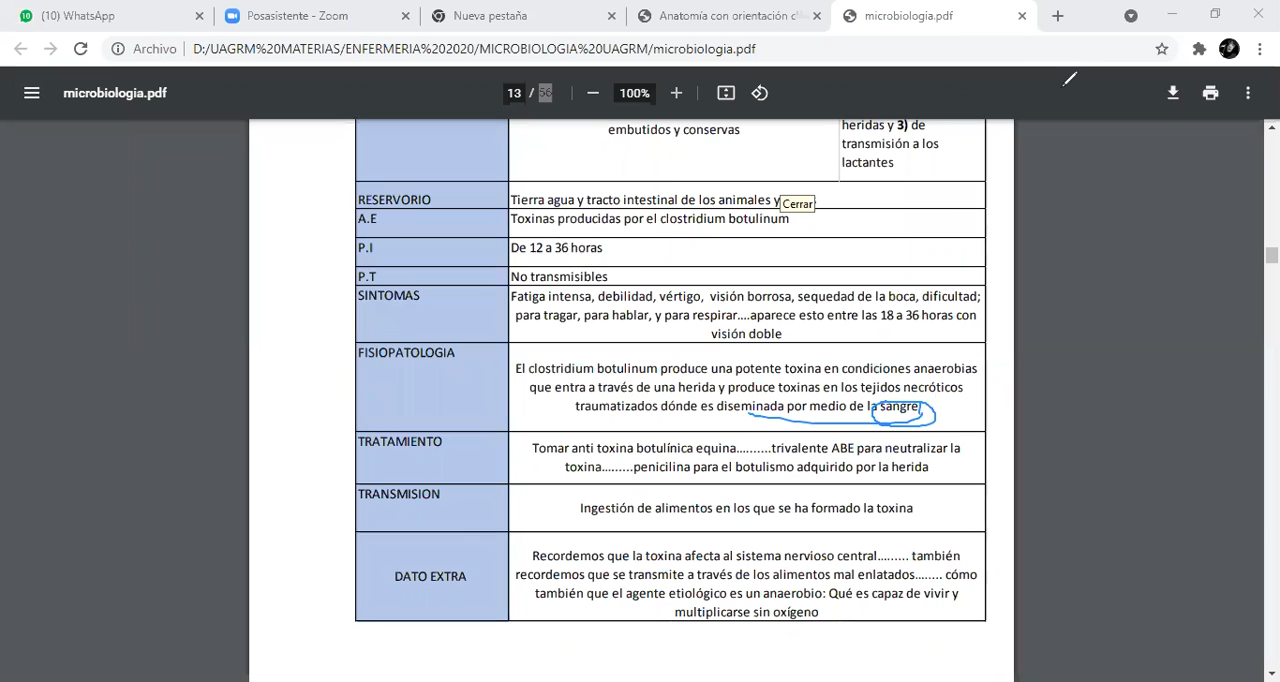 (10) WhatsApp
Posasistente - Zoom
Nueva pestaña
Anatomía con orientación cl
microbiologia.pdf
Archivo
D:/UAGRM%20MATERIAS/ENFERMERIA%202020/MICROBIOLOGIA%20UAGRM/microbiologia.pdf
microbiologia.pdf
13 / 56
100%
embutidos y conservas
heridas y 3) de
transmisión a los
lactantes
RESERVORIO
Tierra agua y tracto intestinal de los animales y
Cerrar
A.E
Toxinas producidas por el clostridium botulinum
P.I
De 12 a 36 horas
P.T
No transmisibles
SINTOMAS
Fatiga intensa, debilidad, vértigo, visión borrosa, sequedad de la boca, dificultad;
para tragar, para hablar, y para respirar....aparece esto entre las 18 a 36 horas con
visión doble
FISIOPATOLOGIA
El clostridium botulinum produce una potente toxina en condiciones anaerobias
que entra a través de una herida y produce toxinas en los tejidos necróticos
traumatizados dónde es diseminada por medio de la sangre
TRATAMIENTO
Tomar anti toxina botulínica equina..........trivalente ABE para neutralizar la
toxina.........penicilina para el botulismo adquirido por la herida
TRANSMISION
Ingestión de alimentos en los que se ha formado la toxina
DATO EXTRA
Recordemos que la toxina afecta al sistema nervioso central......... también
recordemos que se transmite a través de los alimentos mal enlatados........ cómo
también que el agente etiológico es un anaerobio: Qué es capaz de vivir y
multiplicarse sin oxígeno